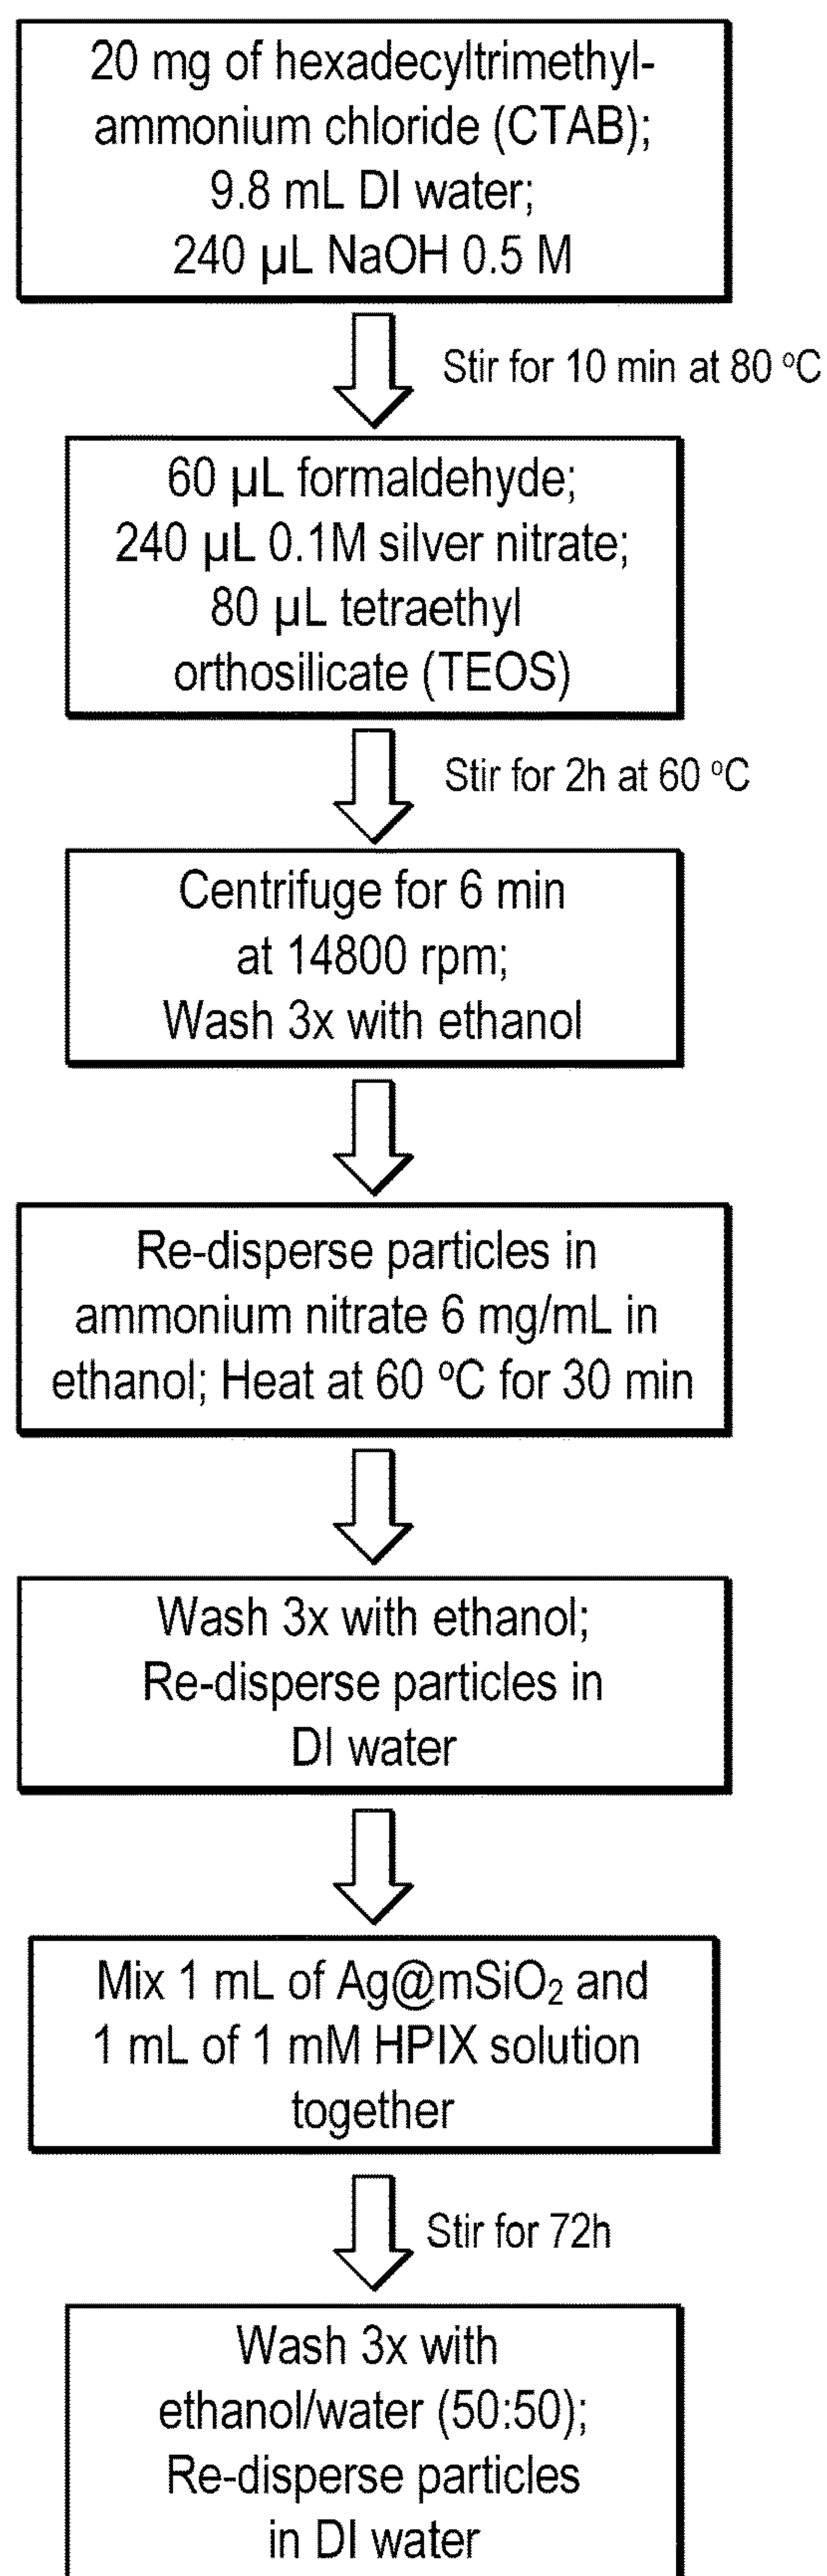 20 mg of hexadecyltrimethyl-
ammonium chloride (CTAB);
9.8 mL DI water;
240 µL NaOH 0.5 M
Stir for 10 min at 80 ºC
60 µL formaldehyde;
240 µL 0.1M silver nitrate;
80 µL tetraethyl
orthosilicate (TEOS)
Stir for 2h at 60 ºC
Centrifuge for 6 min
at 14800 rpm;
Wash 3x with ethanol
Re-disperse particles in
ammonium nitrate 6 mg/mL in
ethanol; Heat at 60 ºC for 30 min
Wash 3x with ethanol;
Re-disperse particles in
DI water
Mix 1 mL of Ag@mSiO₂ and
1 mL of 1 mM HPIX solution
together
Stir for 72h
Wash 3x with
ethanol/water (50:50);
Re-disperse particles
in DI water